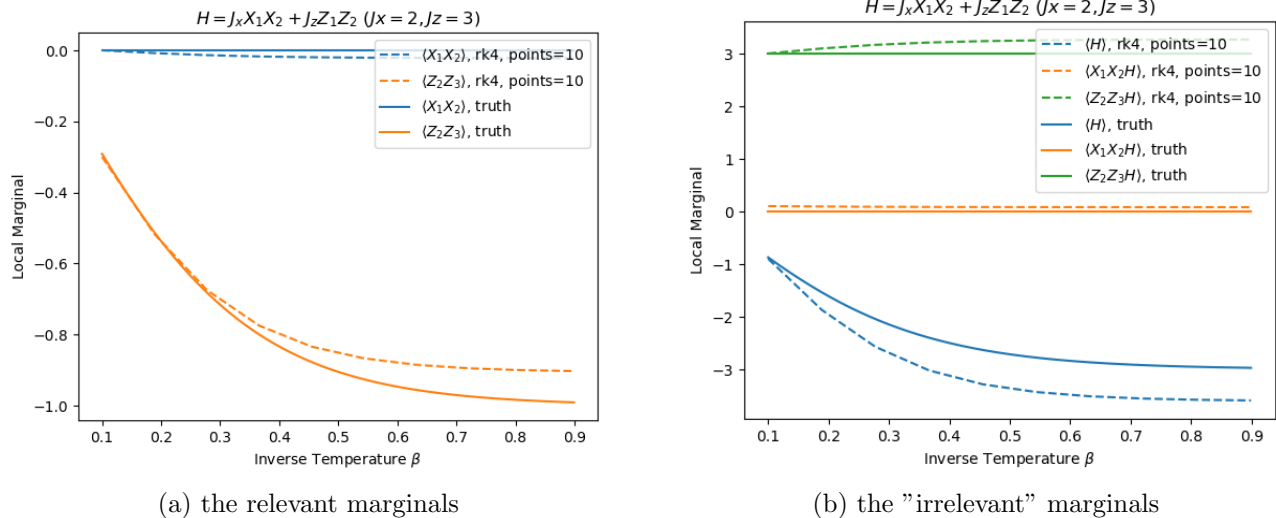 H = JₓX₁X₂ + J_zZ₁Z₂ (Jx = 2, Jz = 3)
0.0
−0.2
−0.4
−0.6
−0.8
−1.0
Local Marginal
⟨X₁X₂⟩, rk4, points=10
⟨Z₂Z₃⟩, rk4, points=10
⟨X₁X₂⟩, truth
⟨Z₂Z₃⟩, truth
0.1 0.2 0.3 0.4 0.5 0.6 0.7 0.8 0.9
Inverse Temperature β
(a) the relevant marginals
H = JₓX₁X₂ + J_zZ₁Z₂ (Jx = 2, Jz = 3)
3
2
1
0
−1
−2
−3
Local Marginal
⟨H⟩, rk4, points=10
⟨X₁X₂H⟩, rk4, points=10
⟨Z₂Z₃H⟩, rk4, points=10
⟨H⟩, truth
⟨X₁X₂H⟩, truth
⟨Z₂Z₃H⟩, truth
0.1 0.2 0.3 0.4 0.5 0.6 0.7 0.8 0.9
Inverse Temperature β
(b) the ”irrelevant” marginals